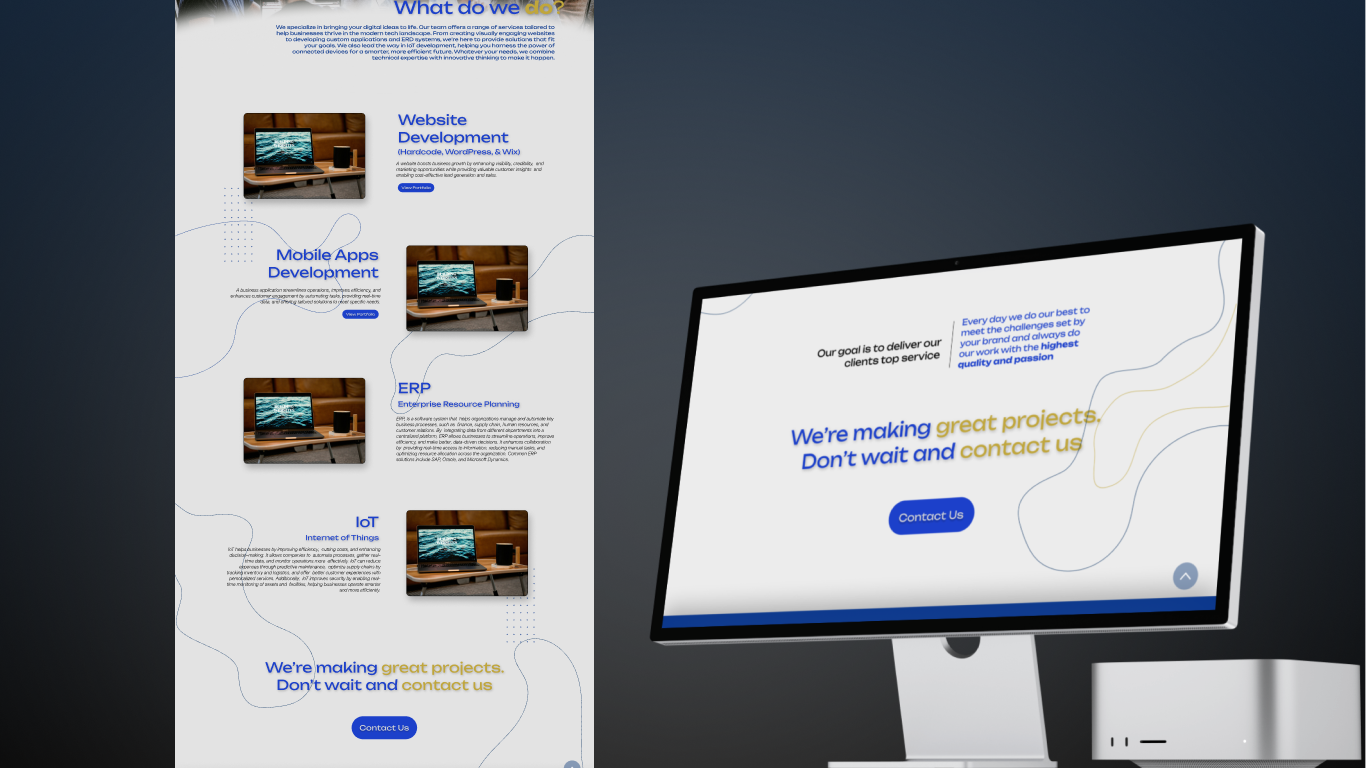 What do we do?
We specialize in bringing your digital ideas to life. Our team offers a range of services tailored to
help businesses thrive in the modern tech landscape. From creating visually engaging websites
to developing custom applications and ERD systems, we're here to provide solutions that fit
your goals. We also lead the way in IoT development, helping you harness the power of
connected devices for a smarter, more efficient future. Whatever your needs, we combine
technical expertise with innovative thinking to make it happen.
Website
Development
(Hardcode, WordPress, & Wix)
A website boosts business growth by enhancing visibility, credibility, and
marketing opportunities while providing valuable customer insights and
enabling cost-effective lead generation and sales.
View Portfolio
Mobile Apps
Development
A business application streamlines operations, improves efficiency, and
enhances customer engagement by automating tasks, providing real-time
data, and offering tailored solutions to meet specific needs.
View Portfolio
ERP
Enterprise Resource Planning
ERP, is a software system that helps organizations manage and automate key
business processes, such as finance, supply chain, human resources, and
customer relations. By integrating data from different departments into a
centralized platform, ERP allows businesses to streamline operations, improve
efficiency, and make better, data-driven decisions. It enhances collaboration
by providing real-time access to information, reducing manual tasks, and
optimizing resource allocation across the organization. Common ERP
solutions include SAP, Oracle, and Microsoft Dynamics.
IoT
Internet of Things
IoT helps businesses by improving efficiency, cutting costs, and enhancing
decision-making. It allows companies to automate processes, gather real-
time data, and monitor operations more effectively. IoT can reduce
expenses through predictive maintenance, optimize supply chains by
tracking inventory and logistics, and offer better customer experiences with
personalized services. Additionally, IoT improves security by enabling real-
time monitoring of assets and facilities, helping businesses operate smarter
and more efficiently.
We're making great projects.
Don't wait and contact us
Contact Us
Our goal is to deliver our
clients top service
Every day we do our best to
meet the challenges set by
your brand and always do
our work with the highest
quality and passion
We're making great projects.
Don't wait and contact us
Contact Us